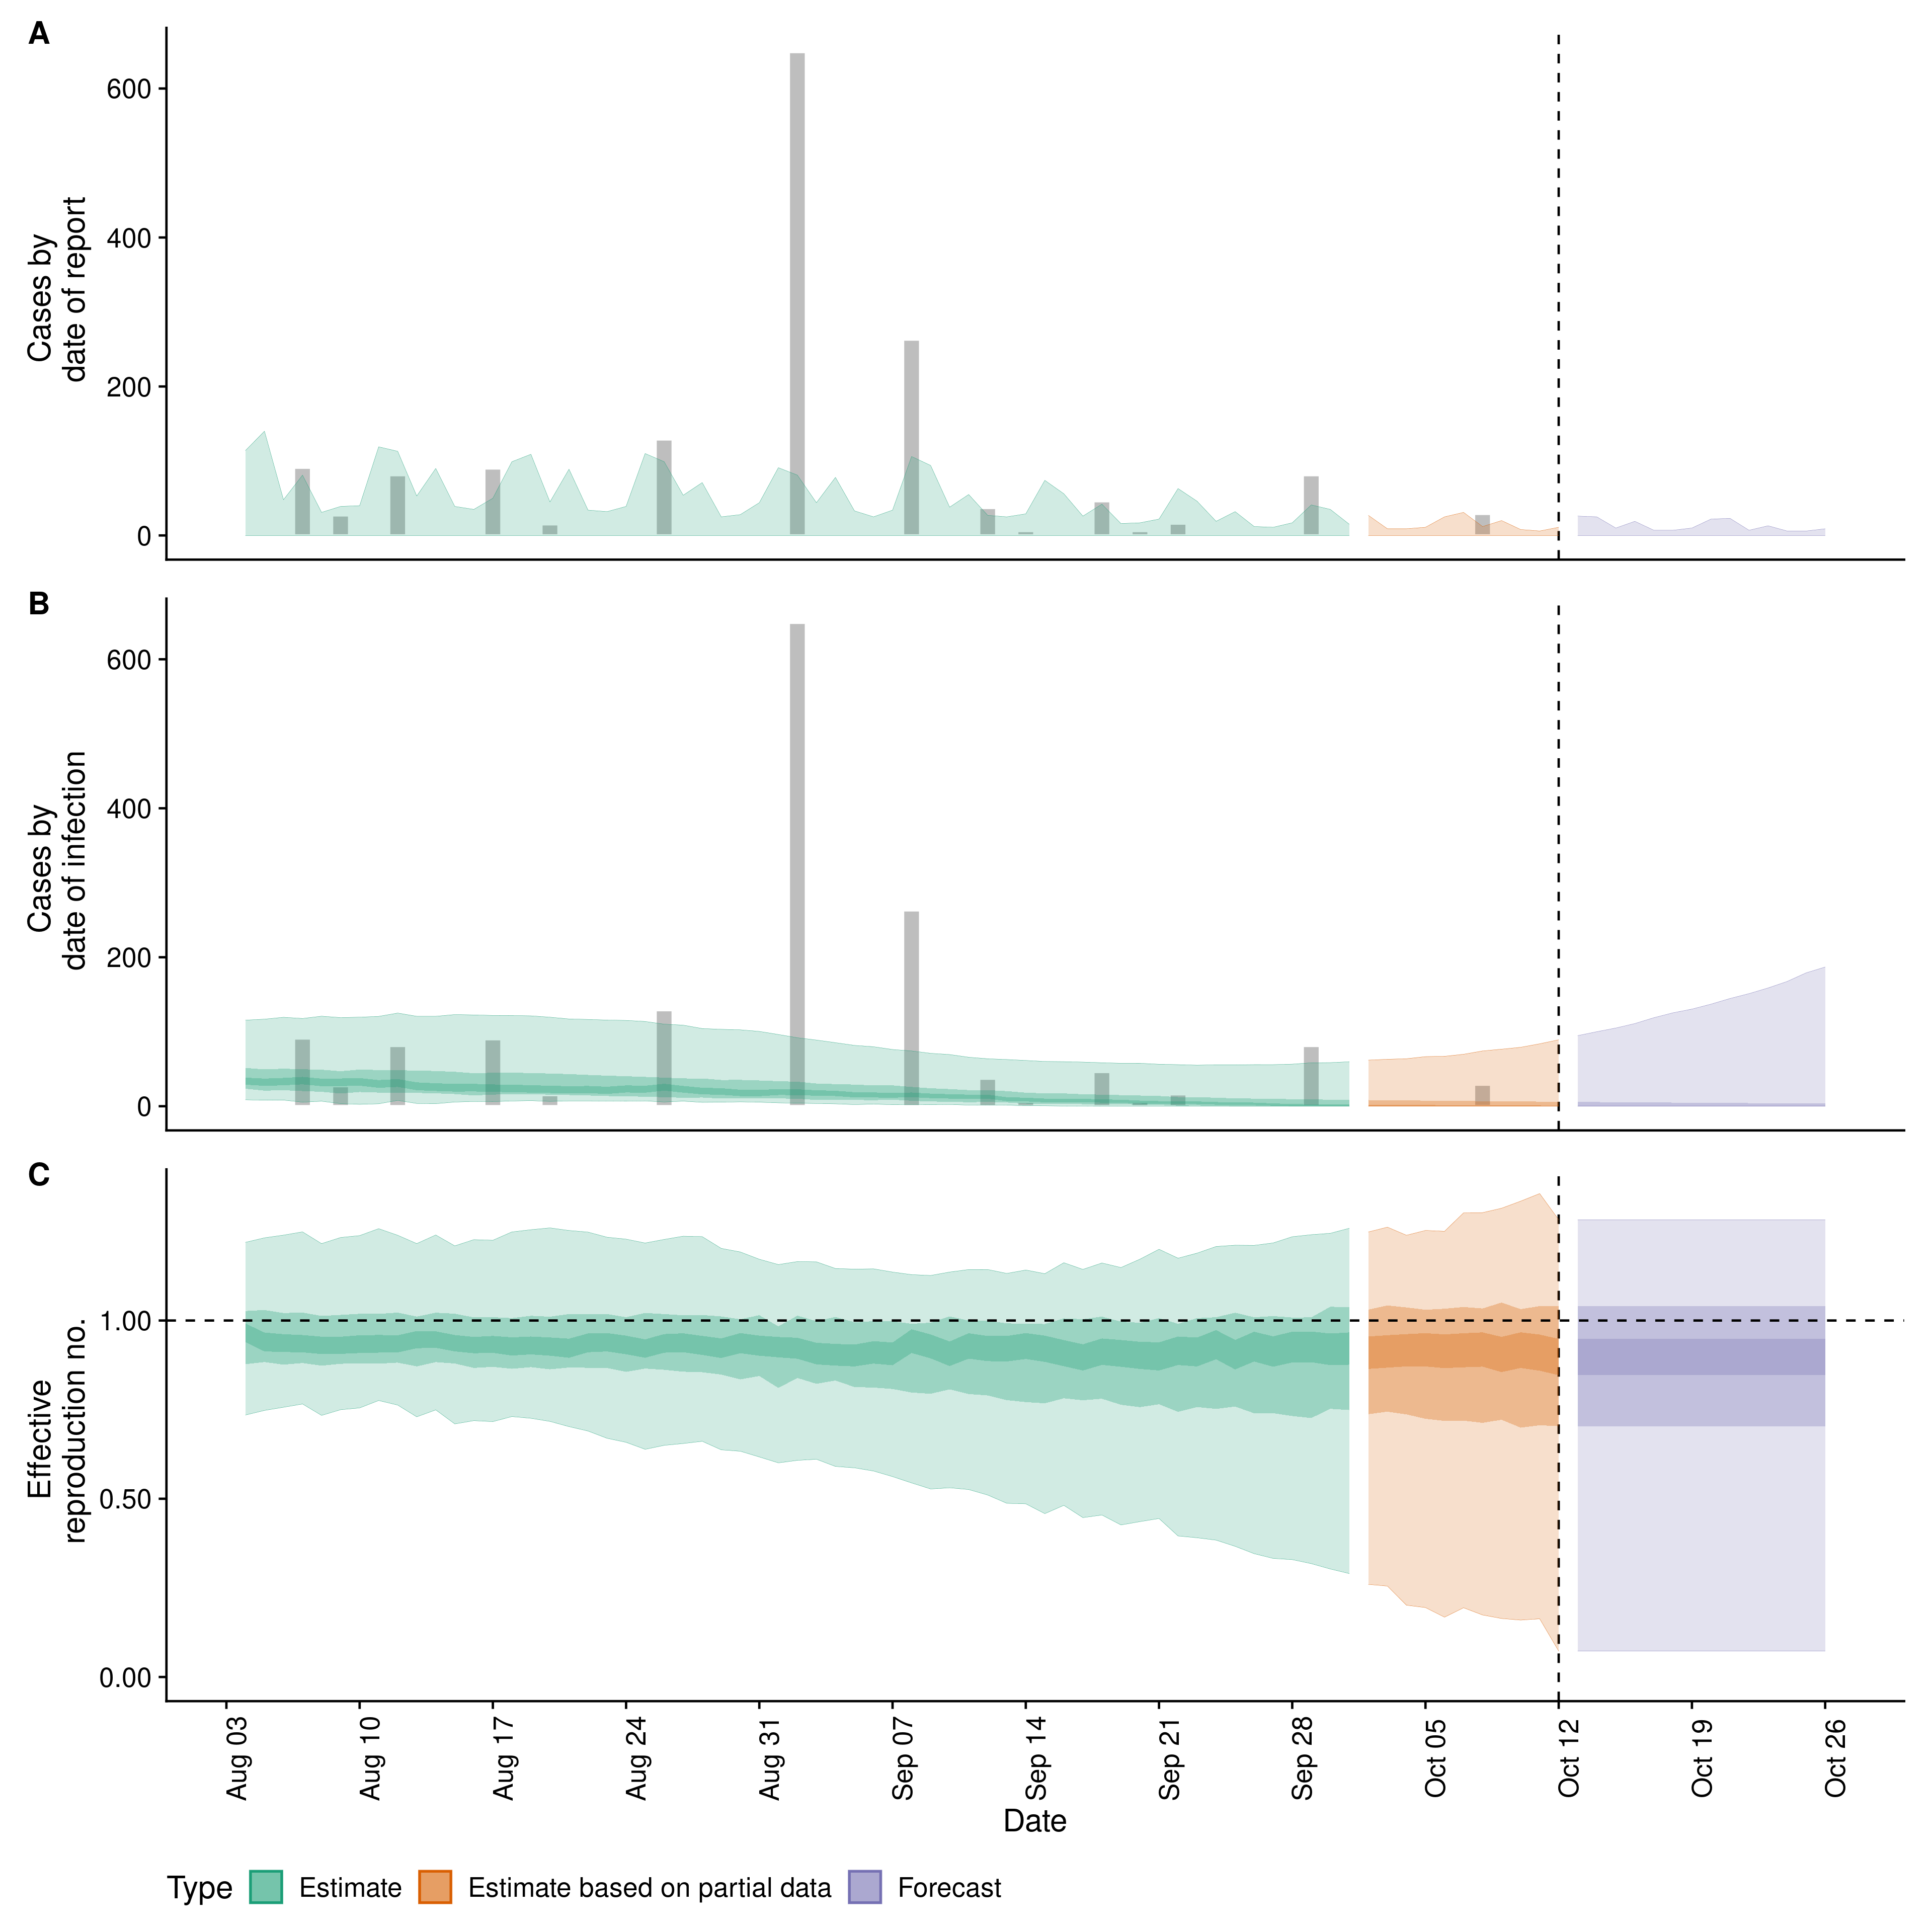 A
Cases by
date of report
600
400
200
0
B
Cases by
date of infection
600
400
200
0
C
Effective
reproduction no.
1.00
0.50
0.00
Aug 03
Aug 10
Aug 17
Aug 24
Aug 31
Sep 07
Sep 14
Sep 21
Sep 28
Oct 05
Oct 12
Oct 19
Oct 26
Date
Type Estimate Estimate based on partial data Forecast